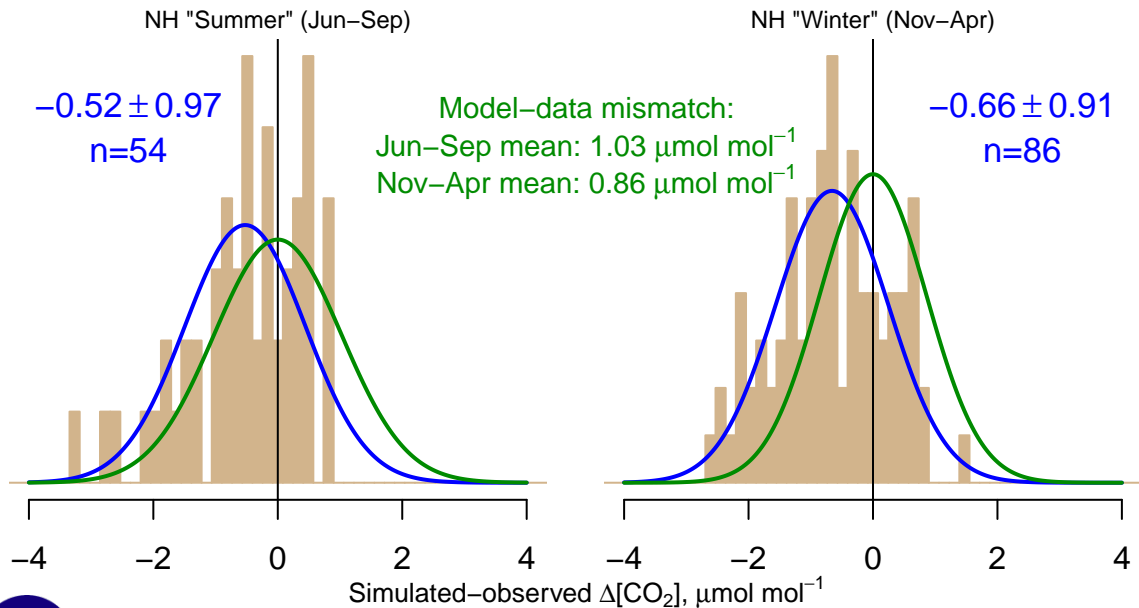 NH "Summer" (Jun−Sep)
−0.52 ± 0.97
n=54
Model−data mismatch:
Jun−Sep mean: 1.03 μmol mol⁻¹
Nov−Apr mean: 0.86 μmol mol⁻¹
NH "Winter" (Nov−Apr)
−0.66 ± 0.91
n=86
−4 −2 0 2 4
−4 −2 0 2 4
Simulated−observed Δ[CO₂], μmol mol⁻¹